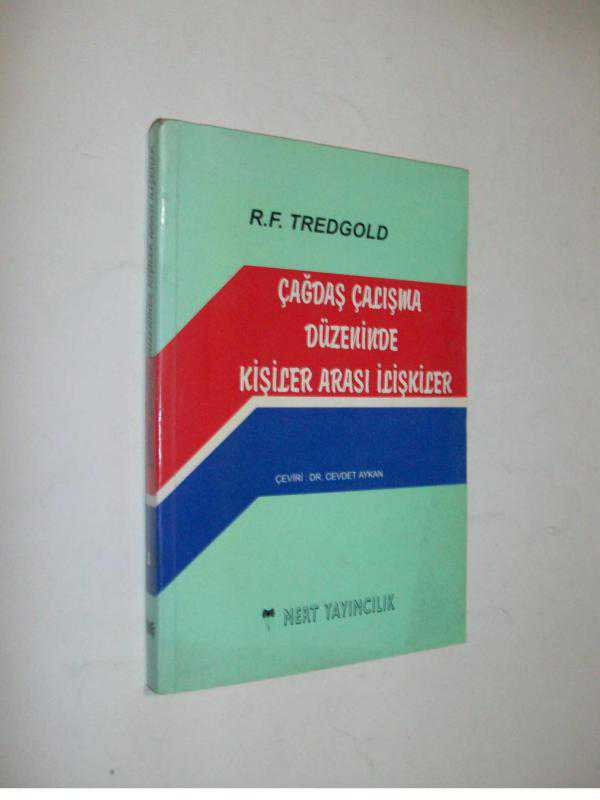 R.F. TREDGOLD
ÇAĞDAŞ ÇALIŞMA
DÜZENİNDE
KİŞİLER ARASI İLİŞKİLER
ÇEVİRİ : DR. CEVDET AYKAN
MERT YAYINCILIK